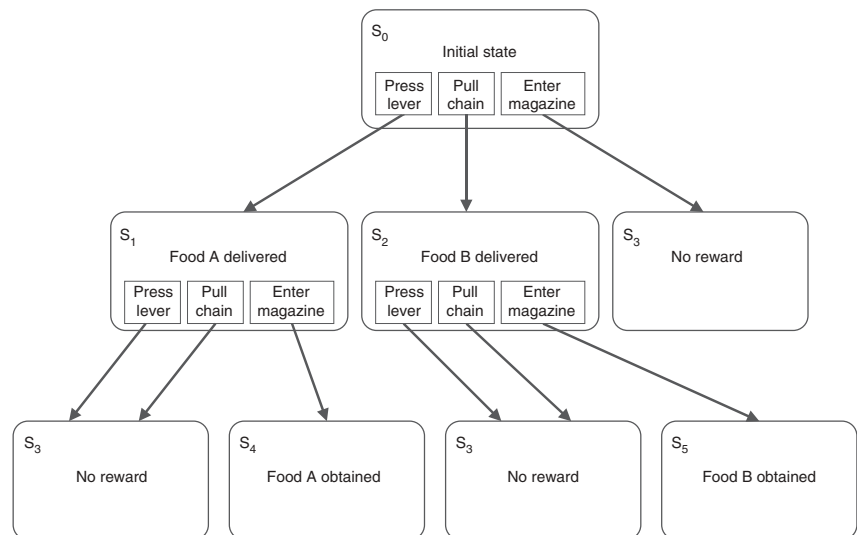 S0
Initial state
Press lever
Pull chain
Enter magazine
S1
Food A delivered
Press lever
Pull chain
Enter magazine
S2
Food B delivered
Press lever
Pull chain
Enter magazine
S3
No reward
S3
No reward
S4
Food A obtained
S3
No reward
S5
Food B obtained